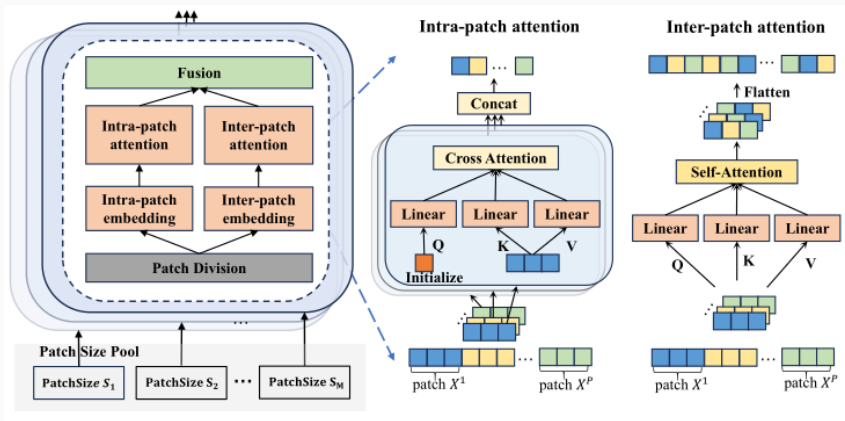 Fusion
Intra-patch
attention
Inter-patch
attention
Intra-patch
embedding
Inter-patch
embedding
Patch Division
...
Patch Size Pool
PatchSize S₁
PatchSize S₂
...
PatchSize S_M
Intra-patch attention
...
Concat
Cross Attention
Linear
Linear
Linear
Q
K
V
Initialize
...
...
patch X¹
patch Xᴾ
Inter-patch attention
...
Flatten
...
Self-Attention
Linear
Linear
Linear
Q
K
V
...
...
patch X¹
patch Xᴾ